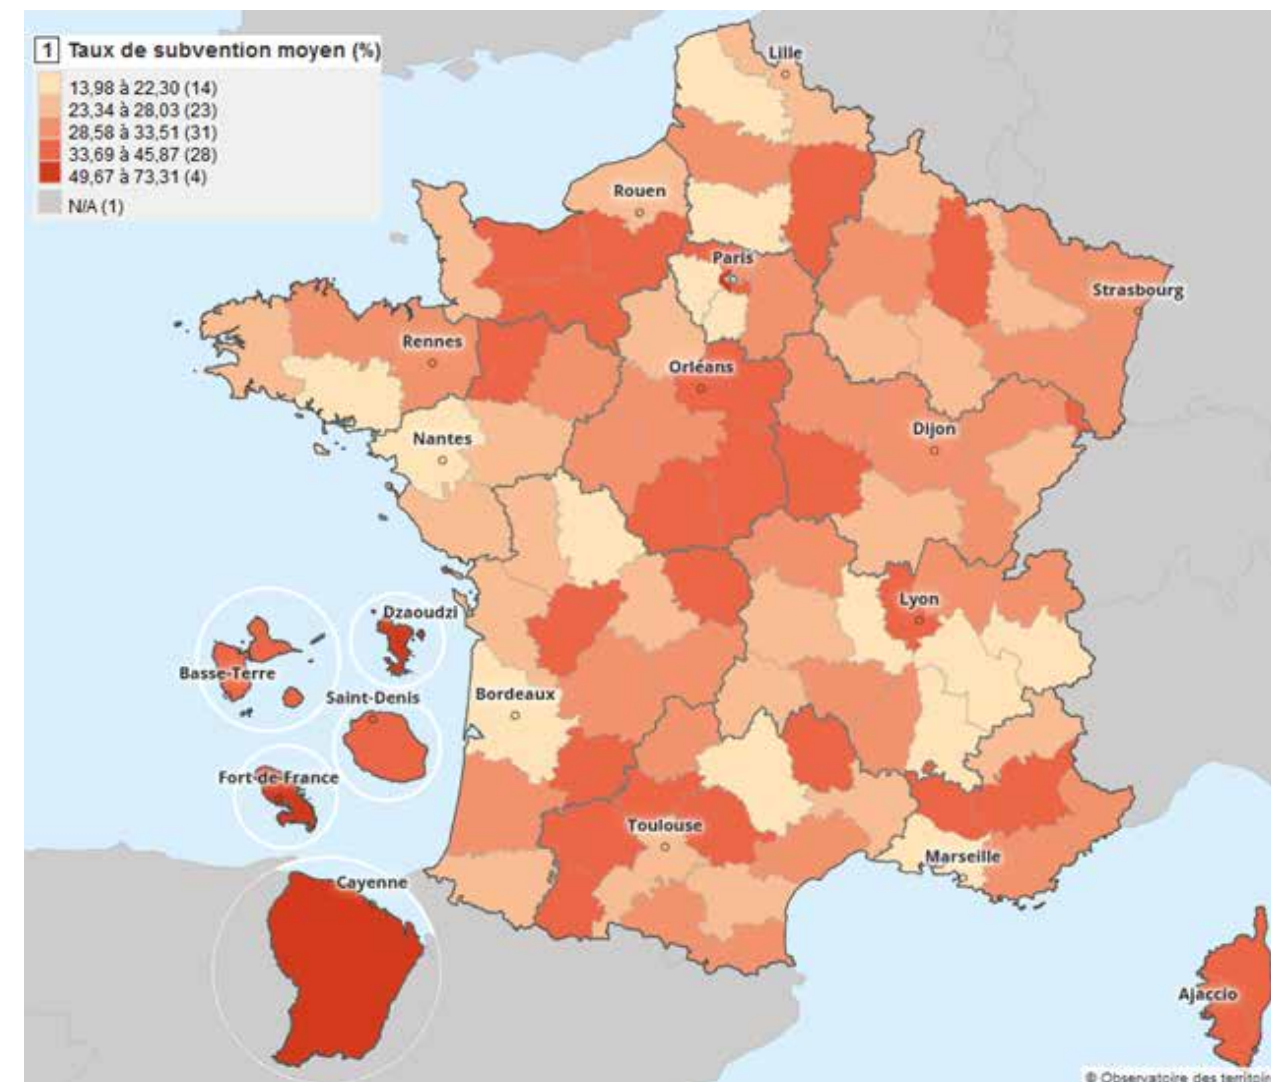 1 Taux de subvention moyen (%)
13,98 à 22,30 (14)
23,34 à 28,03 (23)
28,58 à 33,51 (31)
33,69 à 45,87 (28)
49,67 à 73,31 (4)
N/A (1)
Lille
Rouen
Paris
Strasbourg
Rennes
Orléans
Dijon
Nantes
Lyon
Dzaoudzi
Basse-Terre
Saint-Denis
Bordeaux
Fort-de-France
Toulouse
Marseille
Cayenne
Ajaccio
© Observatoire des territoir